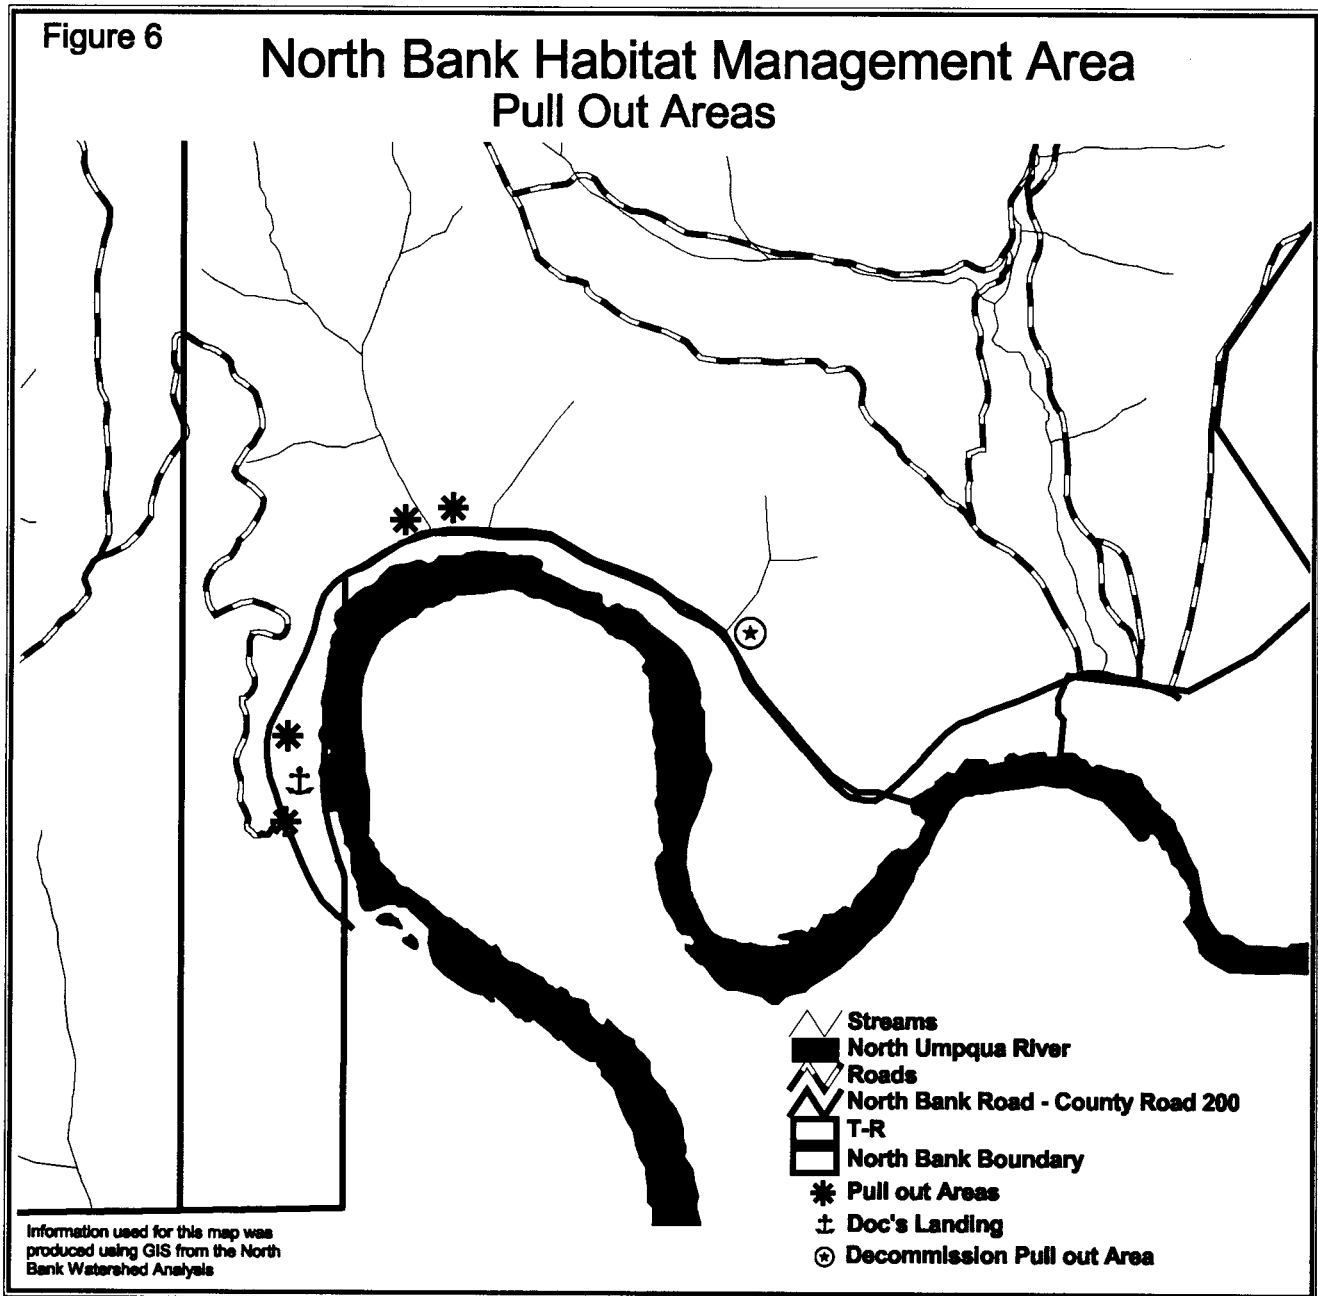 Figure 6
North Bank Habitat Management Area
Pull Out Areas
Streams
North Umpqua River
Roads
North Bank Road - County Road 200
T-R
North Bank Boundary
Pull out Areas
Doc's Landing
Decommission Pull out Area
Information used for this map was
produced using GIS from the North
Bank Watershed Analysis